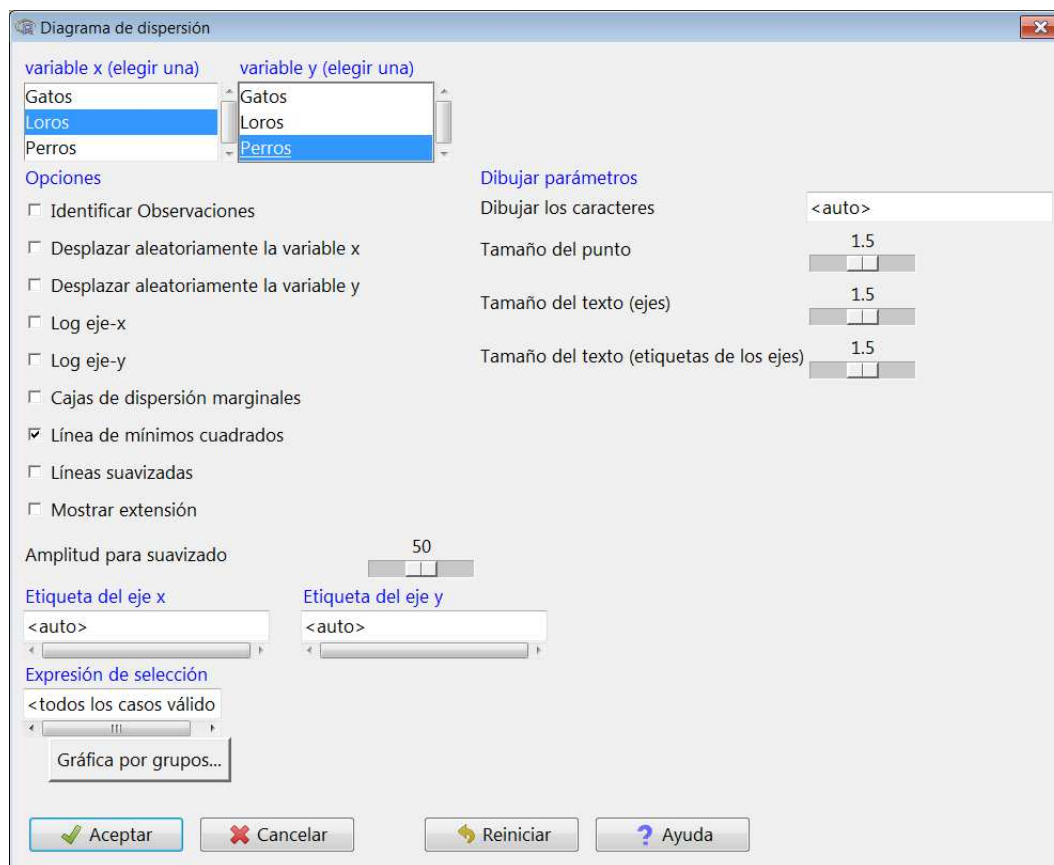 Diagrama de dispersión
variable x (elegir una) variable y (elegir una)
Gatos Gatos
Loros Loros
Perros Perros
Opciones Dibujar parámetros
Identificar Observaciones Dibujar los caracteres <auto>
Desplazar aleatoriamente la variable x Tamaño del punto 1.5
Desplazar aleatoriamente la variable y Tamaño del texto (ejes) 1.5
Log eje-x
Log eje-y Tamaño del texto (etiquetas de los ejes) 1.5
Cajas de dispersión marginales
Línea de mínimos cuadrados
Líneas suavizadas
Mostrar extensión
Amplitud para suavizado 50
Etiqueta del eje x Etiqueta del eje y
<auto> <auto>
Expresión de selección
<todos los casos válido
Gráfica por grupos...
Aceptar Cancelar Reiniciar Ayuda